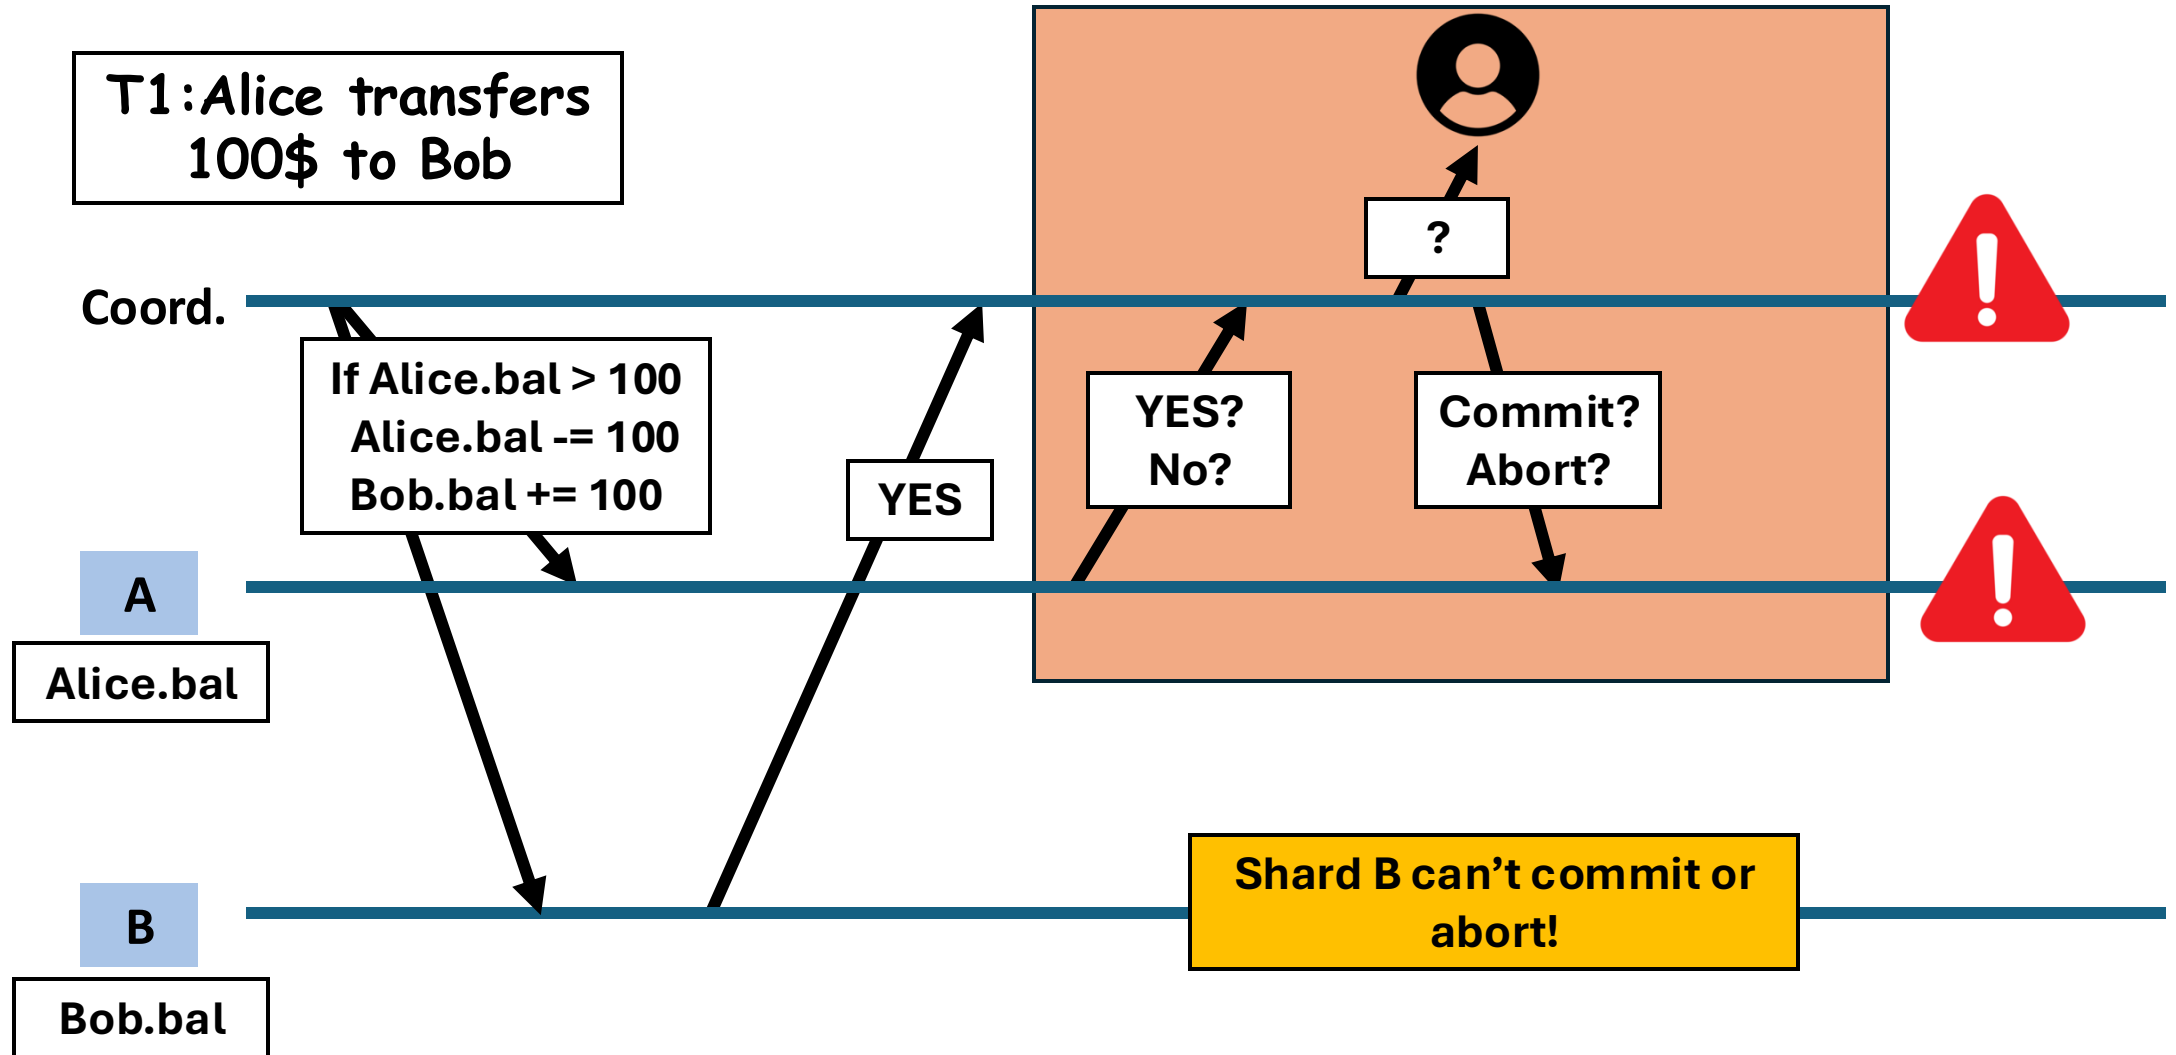 T1:Alice transfers
100$ to Bob
?
Coord.
If Alice.bal > 100
Alice.bal -= 100
Bob.bal += 100
YES
YES?
No?
Commit?
Abort?
A
Alice.bal
B
Bob.bal
Shard B can’t commit or
abort!